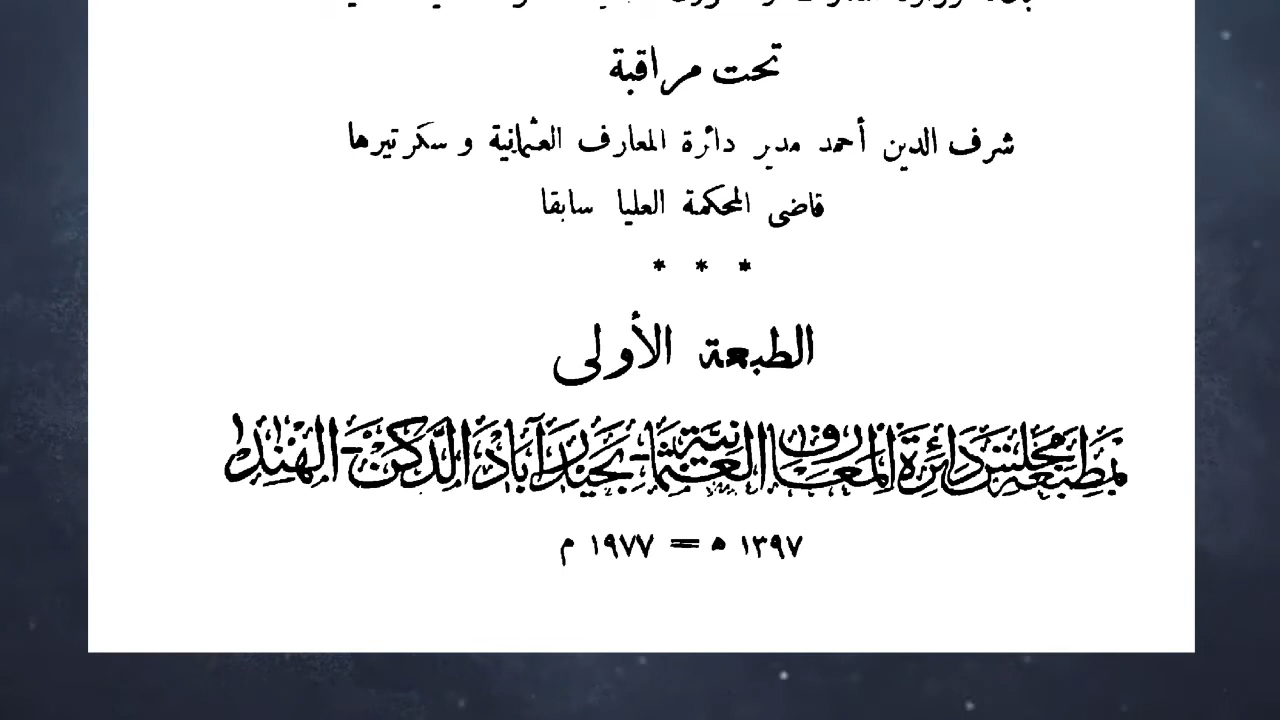 تحت مراقبة
شرف الدين أحمد مدير دائرة المعارف العثمانية و سكرتيرها
قاضى المحكمة العليا سابقا
* * *
الطبعة الأولى
بمطبعة مجلس دائرة المعارف العثمانية بحيدرآباد الدكن الهند
١٣٩٧ ه = ١٩٧٧ م